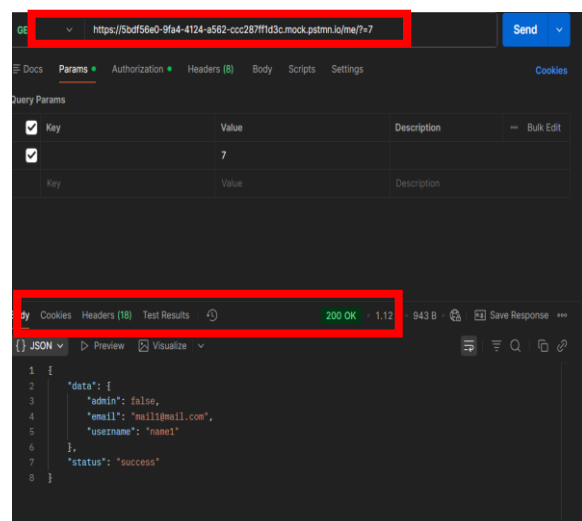 GE https://5bdf56e0-9fa4-4124-a562-ccc287ff1d3c.mock.pstmn.io/me/?=7 Send
Docs Params Authorization Headers (8) Body Scripts Settings Cookies
Query Params
Key Value Description Bulk Edit
7
Key Value Description
dy Cookies Headers (18) Test Results 200 OK 1.12 943 B Save Response
{} JSON Preview Visualize
1 {
2 "data": {
3 "admin": false,
4 "email": "mail1@mail.com",
5 "username": "name1"
6 },
7 "status": "success"
8 }